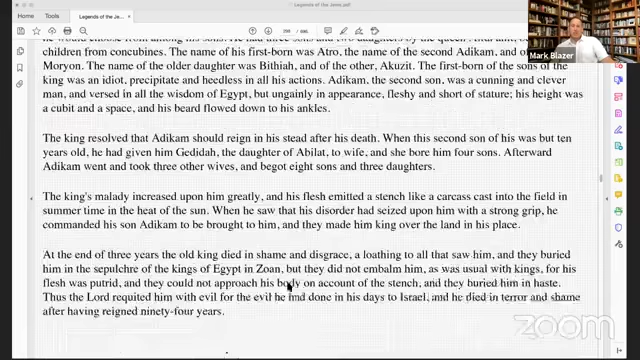 Legends of the Jews.pdf
Home
Tools
Legends of the Jew...
Mark Blazer
children from concubines. The name of his first-born was Atro, the name of the second Adikam, and of
Moryon. The name of the older daughter was Bithiah, and of the other, Akuzit. The first-born of the sons of the
king was an idiot, precipitate and heedless in all his actions. Adikam, the second son, was a cunning and clever
man, and versed in all the wisdom of Egypt, but ungainly in appearance, fleshy and short of stature; his height was
a cubit and a space, and his beard flowed down to his ankles.
The king resolved that Adikam should reign in his stead after his death. When this second son of his was but ten
years old, he had given him Gedidah, the daughter of Abilat, to wife, and she bore him four sons. Afterward
Adikam went and took three other wives, and begot eight sons and three daughters.
The king's malady increased upon him greatly, and his flesh emitted a stench like a carcass cast into the field in
summer time in the heat of the sun. When he saw that his disorder had seized upon him with a strong grip, he
commanded his son Adikam to be brought to him, and they made him king over the land in his place.
At the end of three years the old king died in shame and disgrace, a loathing to all that saw him, and they buried
him in the sepulchre of the kings of Egypt in Zoan, but they did not embalm him, as was usual with kings, for his
flesh was putrid, and they could not approach his body on account of the stench, and they buried him in haste.
Thus the Lord requited him with evil for the evil he had done in his days to Israel, and he died in terror and shame
after having reigned ninety-four years.
zoom
LIVE